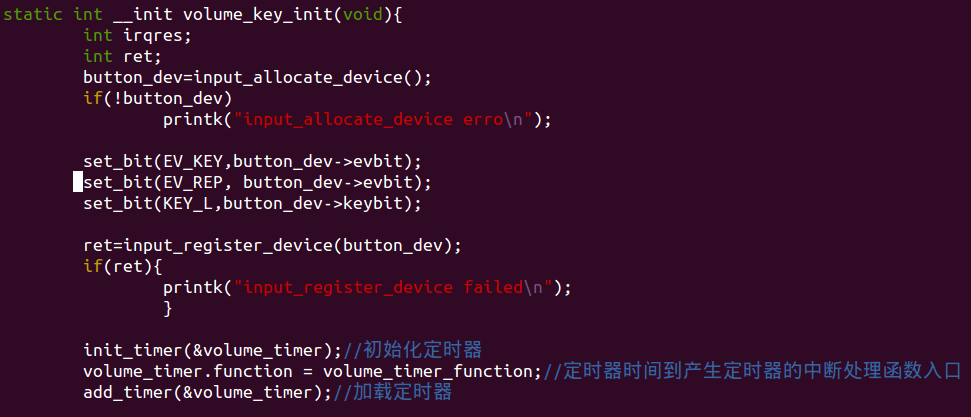 static int __init volume_key_init(void){
int irqres;
int ret;
button_dev=input_allocate_device();
if(!button_dev)
printk("input_allocate_device erro\n");
set_bit(EV_KEY,button_dev->evbit);
set_bit(EV_REP, button_dev->evbit);
set_bit(KEY_L,button_dev->keybit);
ret=input_register_device(button_dev);
if(ret){
printk("input_register_device failed\n");
}
init_timer(&volume_timer);//初始化定时器
volume_timer.function = volume_timer_function;//定时器时间到产生定时器的中断处理函数入口
add_timer(&volume_timer);//加载定时器